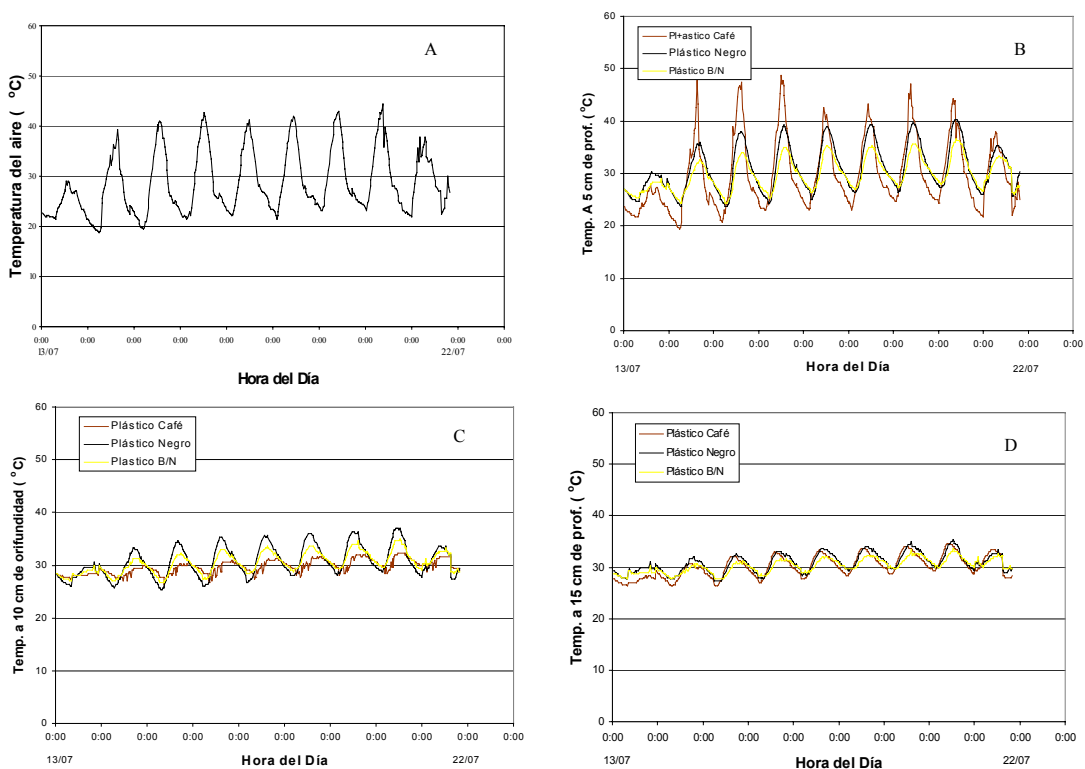 A
Temperatura del aire ( °C)
60
50
40
30
20
10
0
0:00 0:00 0:00 0:00 0:00 0:00 0:00 0:00 0:00 0:00 0:00
13/07 22/07
Hora del Día
B
Pl+astico Café
Plástico Negro
Plástico B/N
Temp. A 5 cm de prof. ( °C)
60
50
40
30
20
10
0
0:00 0:00 0:00 0:00 0:00 0:00 0:00 0:00 0:00 0:00 0:00
13/07 Hora del Día 22/07
C
Plástico Café
Plástico Negro
Plastico B/N
Temp. a 10 cm de orifundidad ( °C)
60
50
40
30
20
10
0
0:00 0:00 0:00 0:00 0:00 0:00 0:00 0:00 0:00 0:00 0:00
13/07 Hora del Día 22/07
D
Plástico Café
Plástico Negro
Plástico B/N
Temp. a 15 cm de prof. ( °C)
60
50
40
30
20
10
0
0:00 0:00 0:00 0:00 0:00 0:00 0:00 0:00 0:00 0:00 0:00
13/07 Hora del Día 22/07